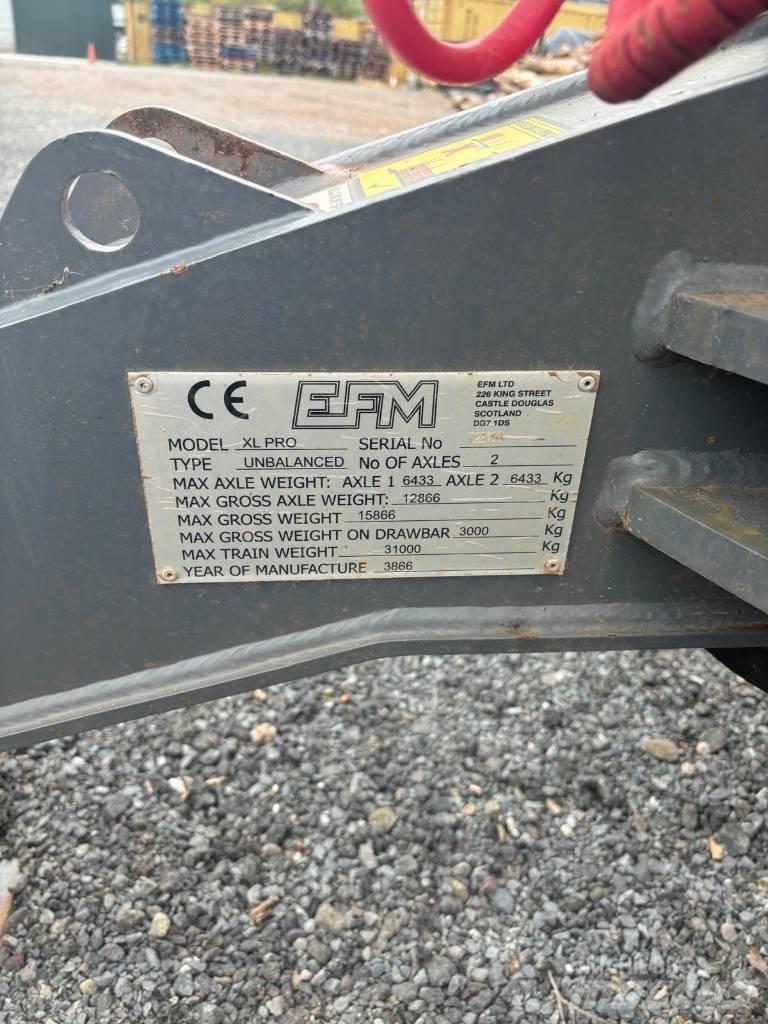 CE EFM
EFM LTD
226 KING STREET
CASTLE DOUGLAS
SCOTLAND
DG7 1DS
MODEL XL PRO SERIAL No
TYPE UNBALANCED No OF AXLES 2
MAX AXLE WEIGHT: AXLE 1 6433 AXLE 2 6433 Kg
MAX GROSS AXLE WEIGHT: 12866 Kg
MAX GROSS WEIGHT 15866 Kg
MAX GROSS WEIGHT ON DRAWBAR 3000 Kg
MAX TRAIN WEIGHT 31000 Kg
YEAR OF MANUFACTURE 3866